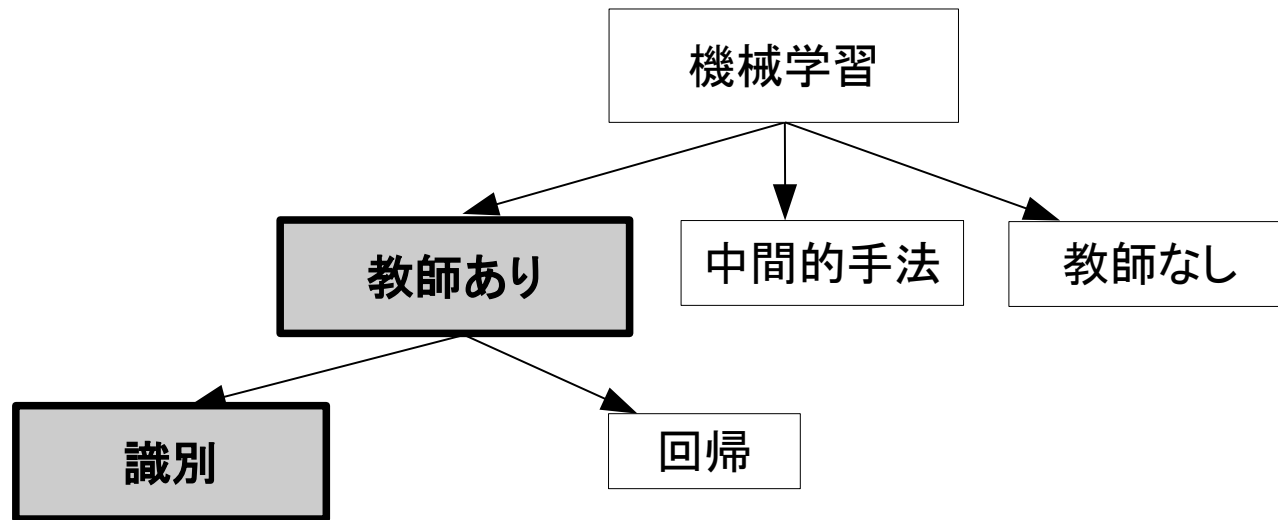 機械学習
教師あり
中間的手法
教師なし
識別
回帰